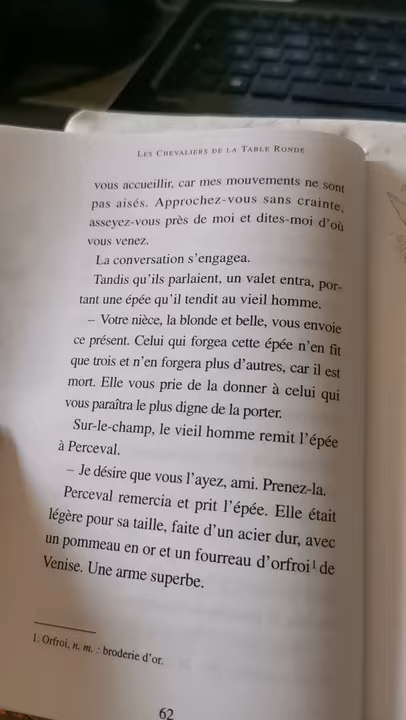 LES CHEVALIERS DE LA TABLE RONDE
vous accueillir, car mes mouvements ne sont
pas aisés. Approchez-vous sans crainte,
asseyez-vous près de moi et dites-moi d'où
vous venez.
La conversation s'engagea.
Tandis qu'ils parlaient, un valet entra, por-
tant une épée qu'il tendit au vieil homme.
– Votre nièce, la blonde et belle, vous envoie
ce présent. Celui qui forgea cette épée n'en fit
que trois et n'en forgera plus d'autres, car il est
mort. Elle vous prie de la donner à celui qui
vous paraîtra le plus digne de la porter.
Sur-le-champ, le vieil homme remit l'épée
à Perceval.
– Je désire que vous l'ayez, ami. Prenez-la.
Perceval remercia et prit l'épée. Elle était
légère pour sa taille, faite d'un acier dur, avec
un pommeau en or et un fourreau d'orfroi¹ de
Venise. Une arme superbe.
1. Orfroi, n. m. : broderie d'or.
62